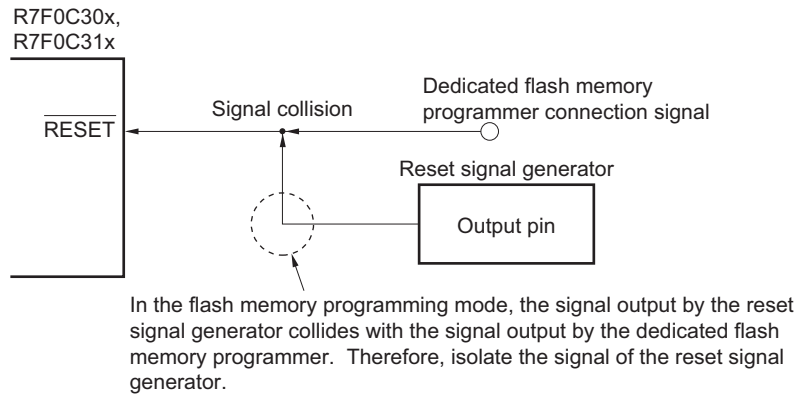 R7F0C30x,
R7F0C31x
Dedicated flash memory
programmer connection signal
Signal collision
RESET
Reset signal generator
Output pin
In the flash memory programming mode, the signal output by the reset
signal generator collides with the signal output by the dedicated flash
memory programmer.  Therefore, isolate the signal of the reset signal
generator.